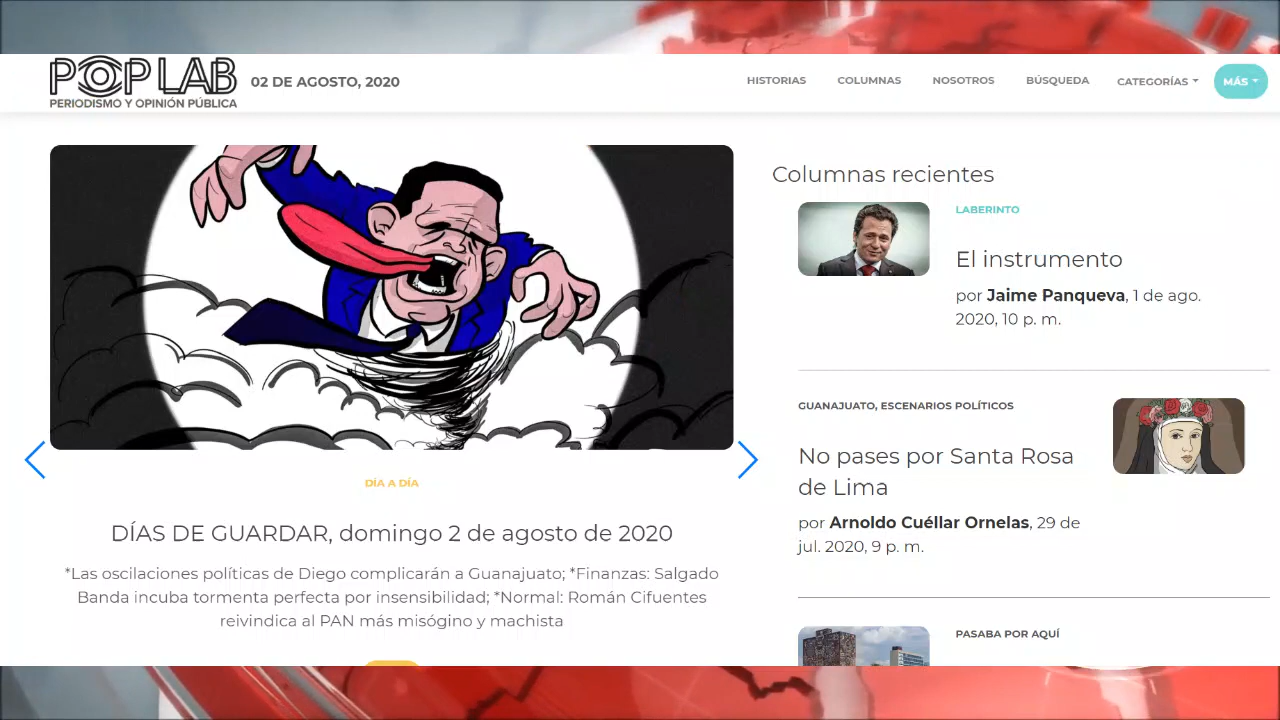 POPLAB
PERIODISMO Y OPINIÓN PÚBLICA
02 DE AGOSTO, 2020
HISTORIAS
COLUMNAS
NOSOTROS
BÚSQUEDA
CATEGORÍAS
MÁS
DÍA A DÍA
DÍAS DE GUARDAR, domingo 2 de agosto de 2020
*Las oscilaciones políticas de Diego complicarán a Guanajuato; *Finanzas: Salgado
Banda incuba tormenta perfecta por insensibilidad; *Normal: Román Cifuentes
reivindica al PAN más misógino y machista
Columnas recientes
LABERINTO
El instrumento
por Jaime Panqueva, 1 de ago.
2020, 10 p. m.
GUANAJUATO, ESCENARIOS POLÍTICOS
No pases por Santa Rosa
de Lima
por Arnoldo Cuéllar Ornelas, 29 de
jul. 2020, 9 p. m.
PASABA POR AQUÍ